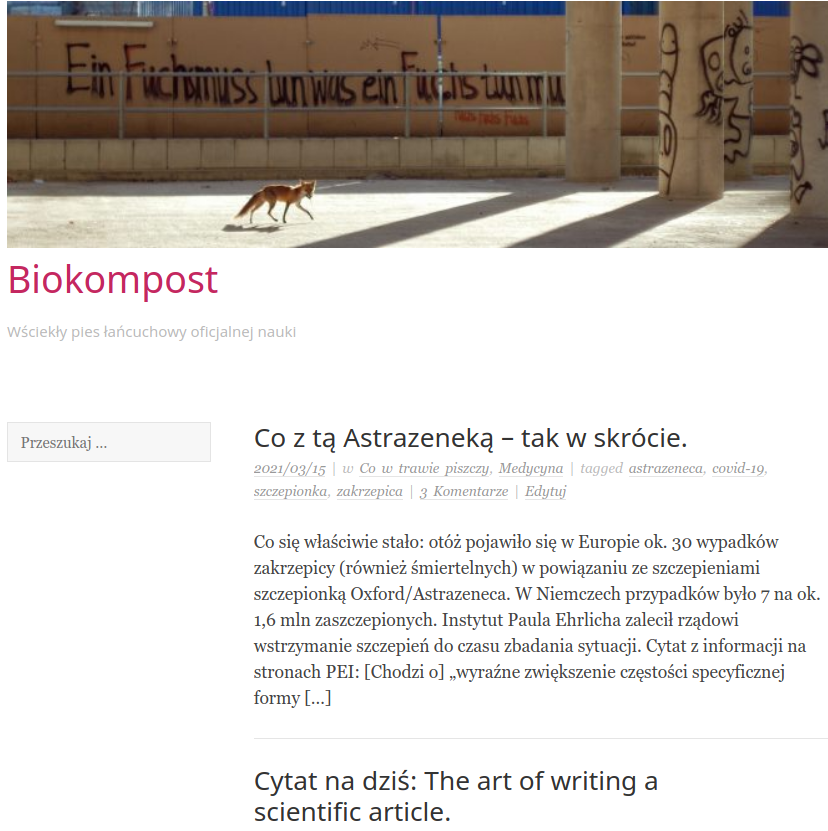 Ein Fuchs muss tun was ein Fuchs tun mu
Biokompost
Wściekły pies łańcuchowy oficjalnej nauki
Przeszukaj ...
Co z tą Astrazeneką – tak w skrócie.
2021/03/15 | w Co w trawie piszczy, Medycyna | tagged astrazeneca, covid-19,
szczepionka, zakrzepica | 3 Komentarze | Edytuj
Co się właściwie stało: otóż pojawiło się w Europie ok. 30 wypadków
zakrzepicy (również śmiertelnych) w powiązaniu ze szczepieniami
szczepionką Oxford/Astrazeneca. W Niemczech przypadków było 7 na ok.
1,6 mln zaszczepionych. Instytut Paula Ehrlicha zalecił rządowi
wstrzymanie szczepień do czasu zbadania sytuacji. Cytat z informacji na
stronach PEI: [Chodzi o] „wyraźne zwiększenie częstości specyficznej
formy [...]
Cytat na dziś: The art of writing a
scientific article.